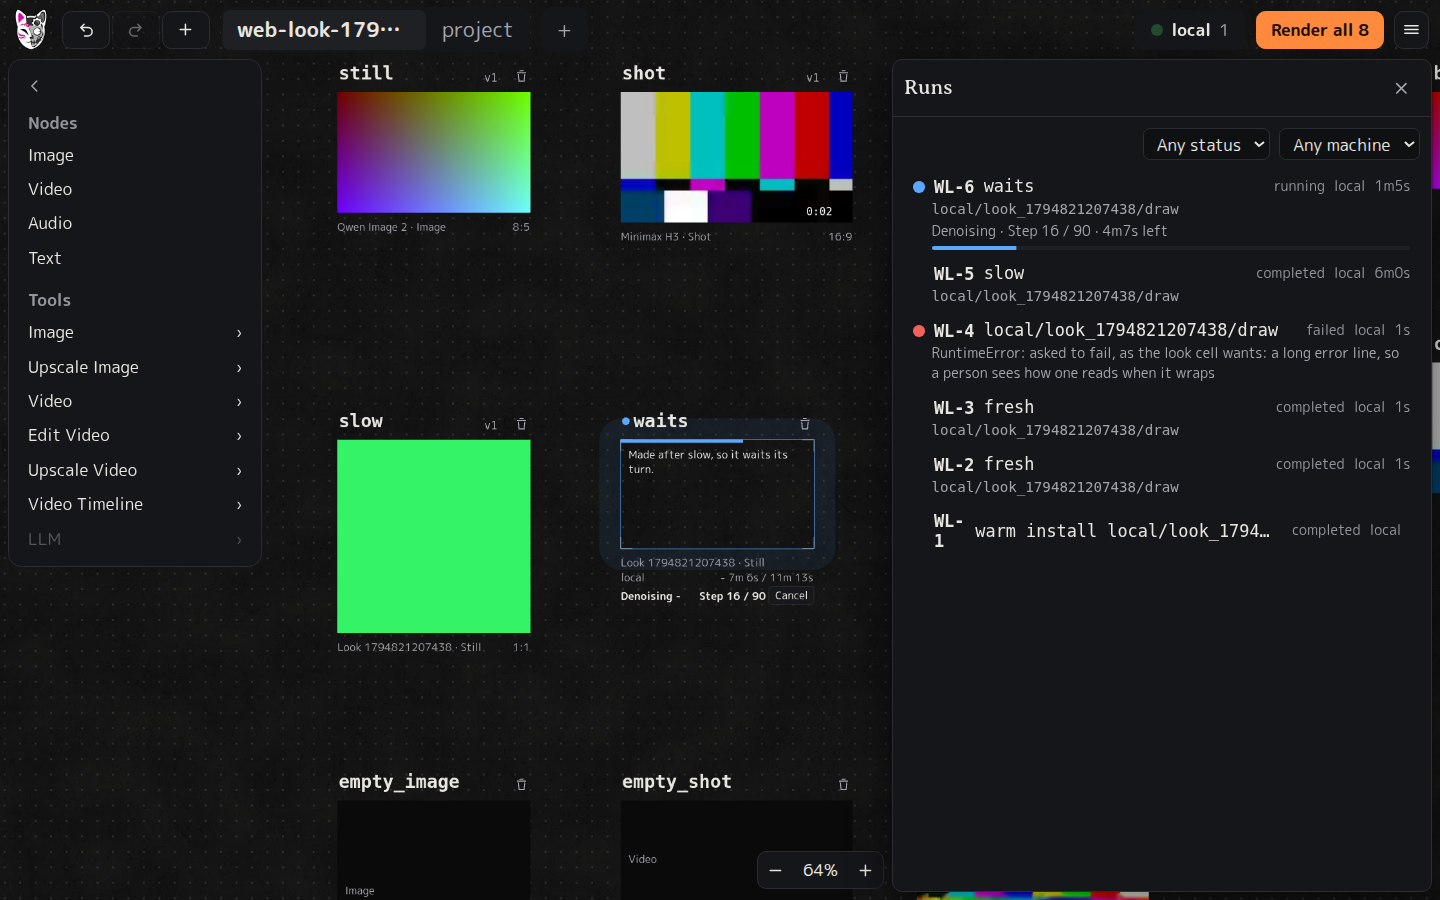 web-look-179···
project
local 1
Render all 8
Nodes
Image
Video
Audio
Text
Tools
Image
Upscale Image
Video
Edit Video
Upscale Video
Video Timeline
LLM
still v1
Qwen Image 2 · Image 8:5
shot v1
0:02
Minimax H3 · Shot 16:9
slow v1
Look 1794821207438 · Still 1:1
waits
Made after slow, so it waits its
turn.
Look 1794821207438 · Still
local - 7m 6s / 11m 13s
Denoising - Step 16 / 90 Cancel
empty_image
Image
empty_shot
Video
64%
Runs
Any status
Any machine
WL-6 waits running local 1m5s
local/look_1794821207438/draw
Denoising · Step 16 / 90 · 4m7s left
WL-5 slow completed local 6m0s
local/look_1794821207438/draw
WL-4 local/look_1794821207438/draw failed local 1s
RuntimeError: asked to fail, as the look cell wants: a long error line, so
a person sees how one reads when it wraps
WL-3 fresh completed local 1s
local/look_1794821207438/draw
WL-2 fresh completed local 1s
local/look_1794821207438/draw
WL-
1 warm install local/look_1794… completed local